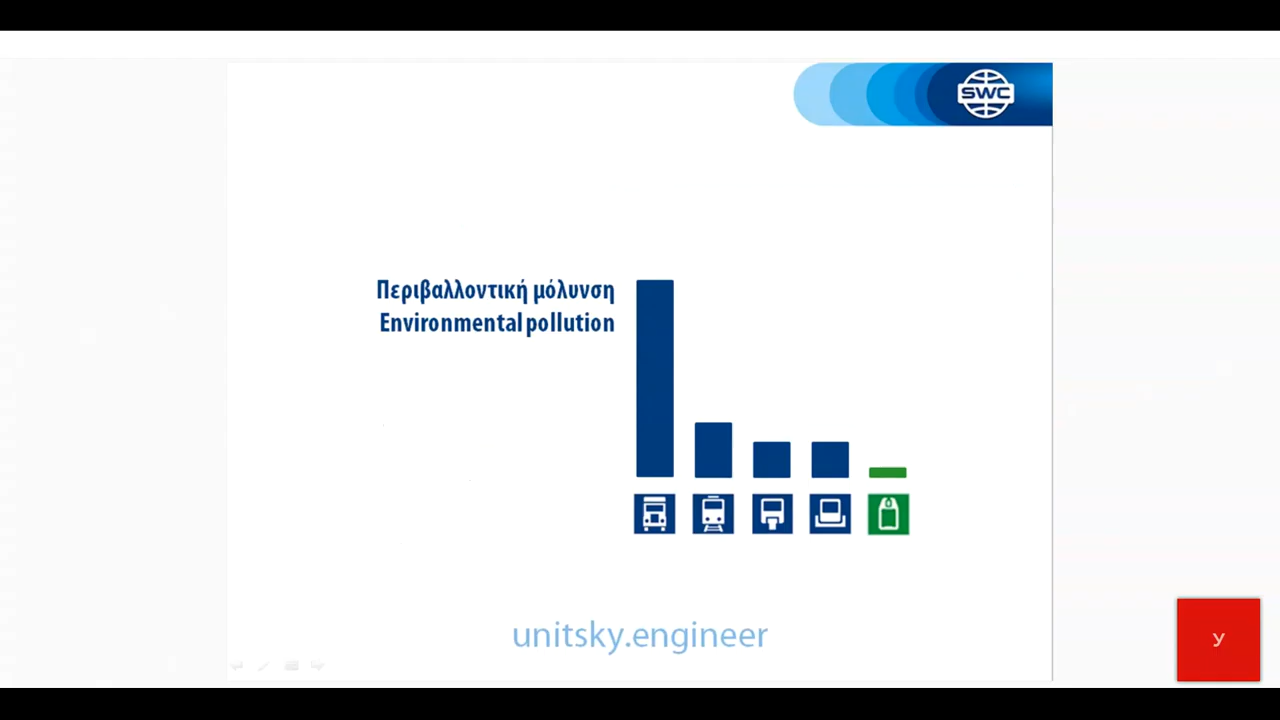 SWC
Περιβαλλοντική μόλυνση
Environmental pollution
unitsky.engineer
У